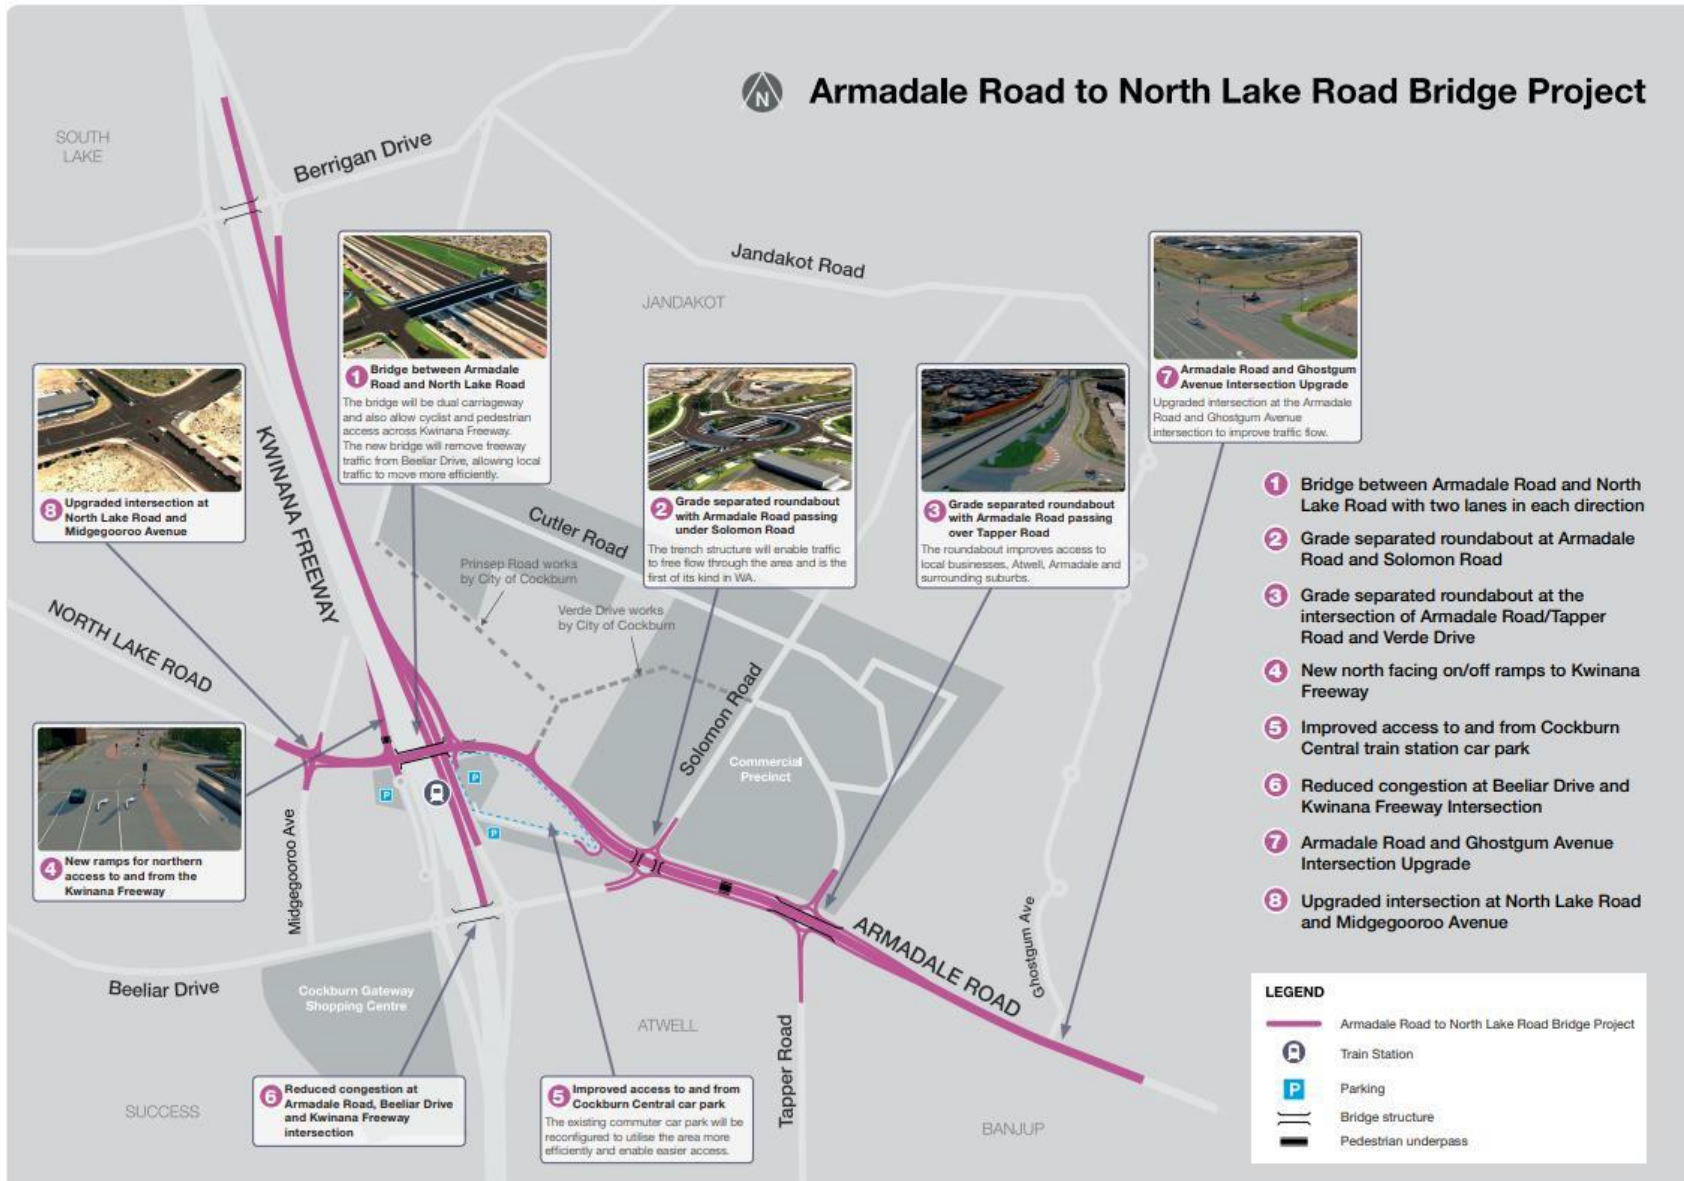 N
Armadale Road to North Lake Road Bridge Project
SOUTH
LAKE
Berrigan Drive
Jandakot Road
JANDAKOT
1
Bridge between Armadale
Road and North Lake Road
The bridge will be dual carriageway
and also allow cyclist and pedestrian
access across Kwinana Freeway.
The new bridge will remove freeway
traffic from Beeliar Drive, allowing local
traffic to move more efficiently.
7
Armadale Road and Ghostgum
Avenue Intersection Upgrade
Upgraded intersection at the Armadale
Road and Ghostgum Avenue
intersection to improve traffic flow.
8
Upgraded intersection at
North Lake Road and
Midgegooroo Avenue
KWINANA FREEWAY
2
Grade separated roundabout
with Armadale Road passing
under Solomon Road
The trench structure will enable traffic
to free flow through the area and is the
first of its kind in WA.
3
Grade separated roundabout
with Armadale Road passing
over Tapper Road
The roundabout improves access to
local businesses, Atwell, Armadale and
surrounding suburbs.
Cutler Road
Prinsep Road works
by City of Cockburn
Verde Drive works
by City of Cockburn
NORTH LAKE ROAD
Solomon Road
Commercial
Precinct
P
P
P
4
New ramps for northern
access to and from the
Kwinana Freeway
Midgegooroo Ave
Beeliar Drive
Cockburn Gateway
Shopping Centre
ATWELL
ARMADALE ROAD
Ghostgum Ave
Tapper Road
SUCCESS
BANJUP
6
Reduced congestion at
Armadale Road, Beeliar Drive
and Kwinana Freeway
intersection
5
Improved access to and from
Cockburn Central car park
The existing commuter car park will be
reconfigured to utilise the area more
efficiently and enable easier access.
1 Bridge between Armadale Road and North
Lake Road with two lanes in each direction
2 Grade separated roundabout at Armadale
Road and Solomon Road
3 Grade separated roundabout at the
intersection of Armadale Road/Tapper
Road and Verde Drive
4 New north facing on/off ramps to Kwinana
Freeway
5 Improved access to and from Cockburn
Central train station car park
6 Reduced congestion at Beeliar Drive and
Kwinana Freeway Intersection
7 Armadale Road and Ghostgum Avenue
Intersection Upgrade
8 Upgraded intersection at North Lake Road
and Midgegooroo Avenue
LEGEND
Armadale Road to North Lake Road Bridge Project
Train Station
P Parking
Bridge structure
Pedestrian underpass